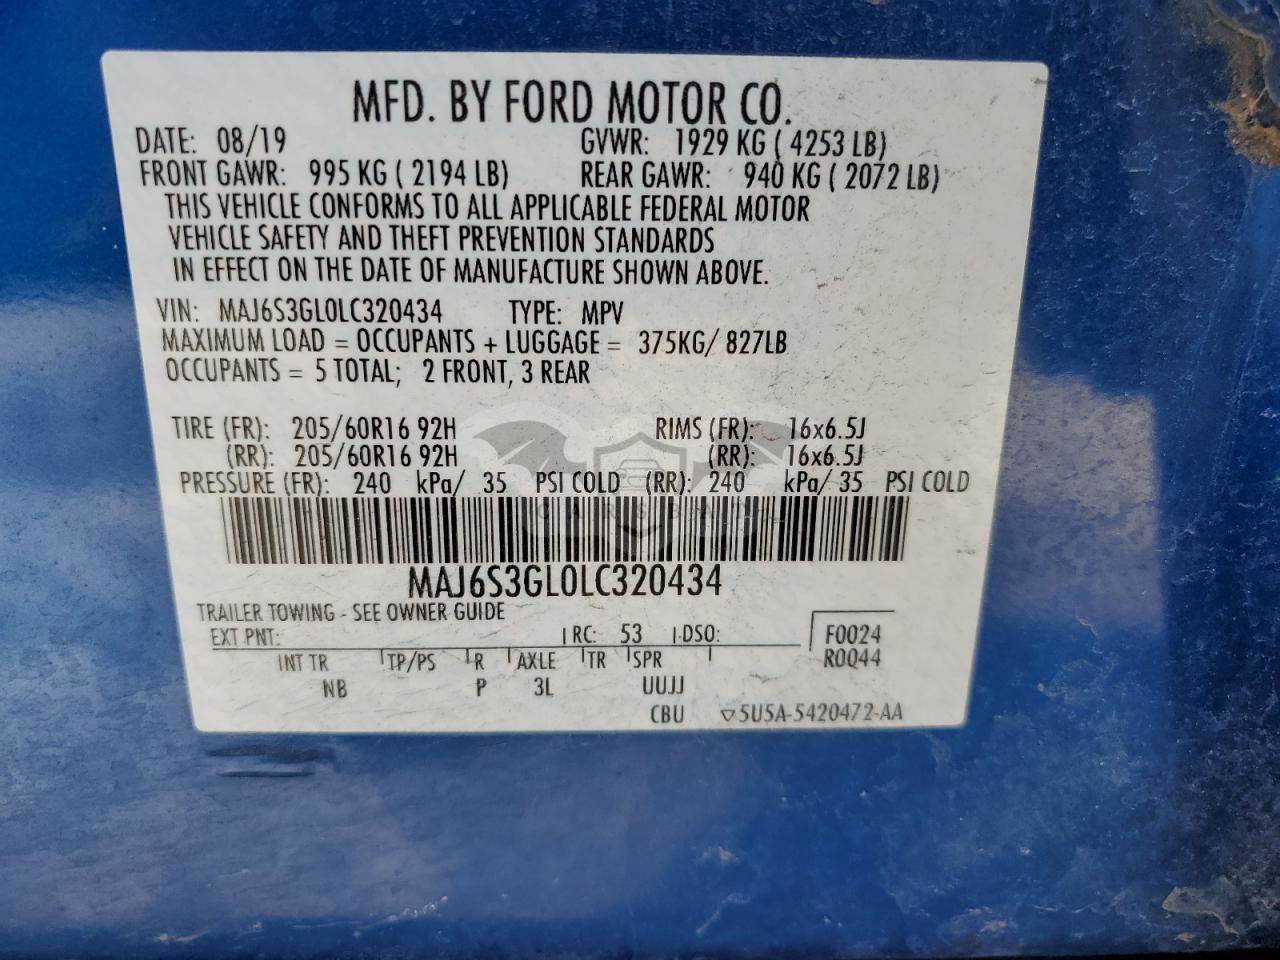 MFD. BY FORD MOTOR CO.
DATE: 08/19 GVWR: 1929 KG ( 4253 LB)
FRONT GAWR: 995 KG ( 2194 LB) REAR GAWR: 940 KG ( 2072 LB)
THIS VEHICLE CONFORMS TO ALL APPLICABLE FEDERAL MOTOR
VEHICLE SAFETY AND THEFT PREVENTION STANDARDS
IN EFFECT ON THE DATE OF MANUFACTURE SHOWN ABOVE.
VIN: MAJ6S3GL0LC320434 TYPE: MPV
MAXIMUM LOAD = OCCUPANTS + LUGGAGE = 375KG/ 827LB
OCCUPANTS = 5 TOTAL; 2 FRONT, 3 REAR
TIRE (FR): 205/60R16 92H RIMS (FR): 16x6.5J
(RR): 205/60R16 92H (RR): 16x6.5J
PRESSURE (FR): 240 kPa/ 35 PSI COLD (RR): 240 kPa/ 35 PSI COLD
MAJ6S3GL0LC320434
TRAILER TOWING - SEE OWNER GUIDE
EXT PNT: RC: 53 DSO: F0024
INT TR TP/PS R AXLE TR SPR R0044
NB P 3L UUJJ
CBU 5U5A-5420472-AA